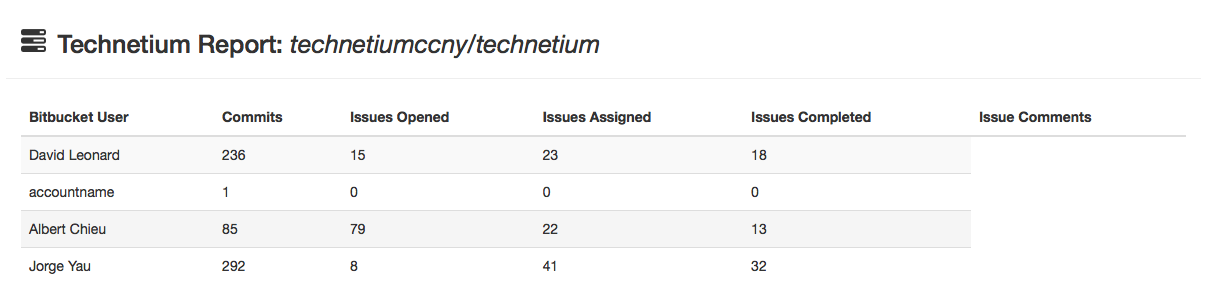 Technetium Report: technetiumccny/technetium
Bitbucket User Commits Issues Opened Issues Assigned Issues Completed Issue Comments
David Leonard 236 15 23 18
accountname 1 0 0 0
Albert Chieu 85 79 22 13
Jorge Yau 292 8 41 32